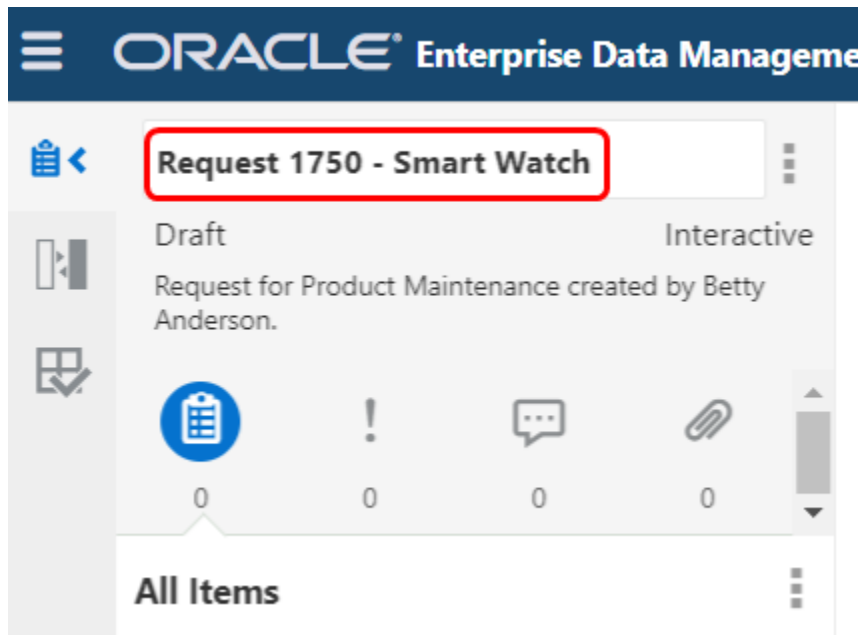 ORACLE® Enterprise Data Manageme
Request 1750 - Smart Watch
Draft Interactive
Request for Product Maintenance created by Betty
Anderson.
0 0 0 0
All Items